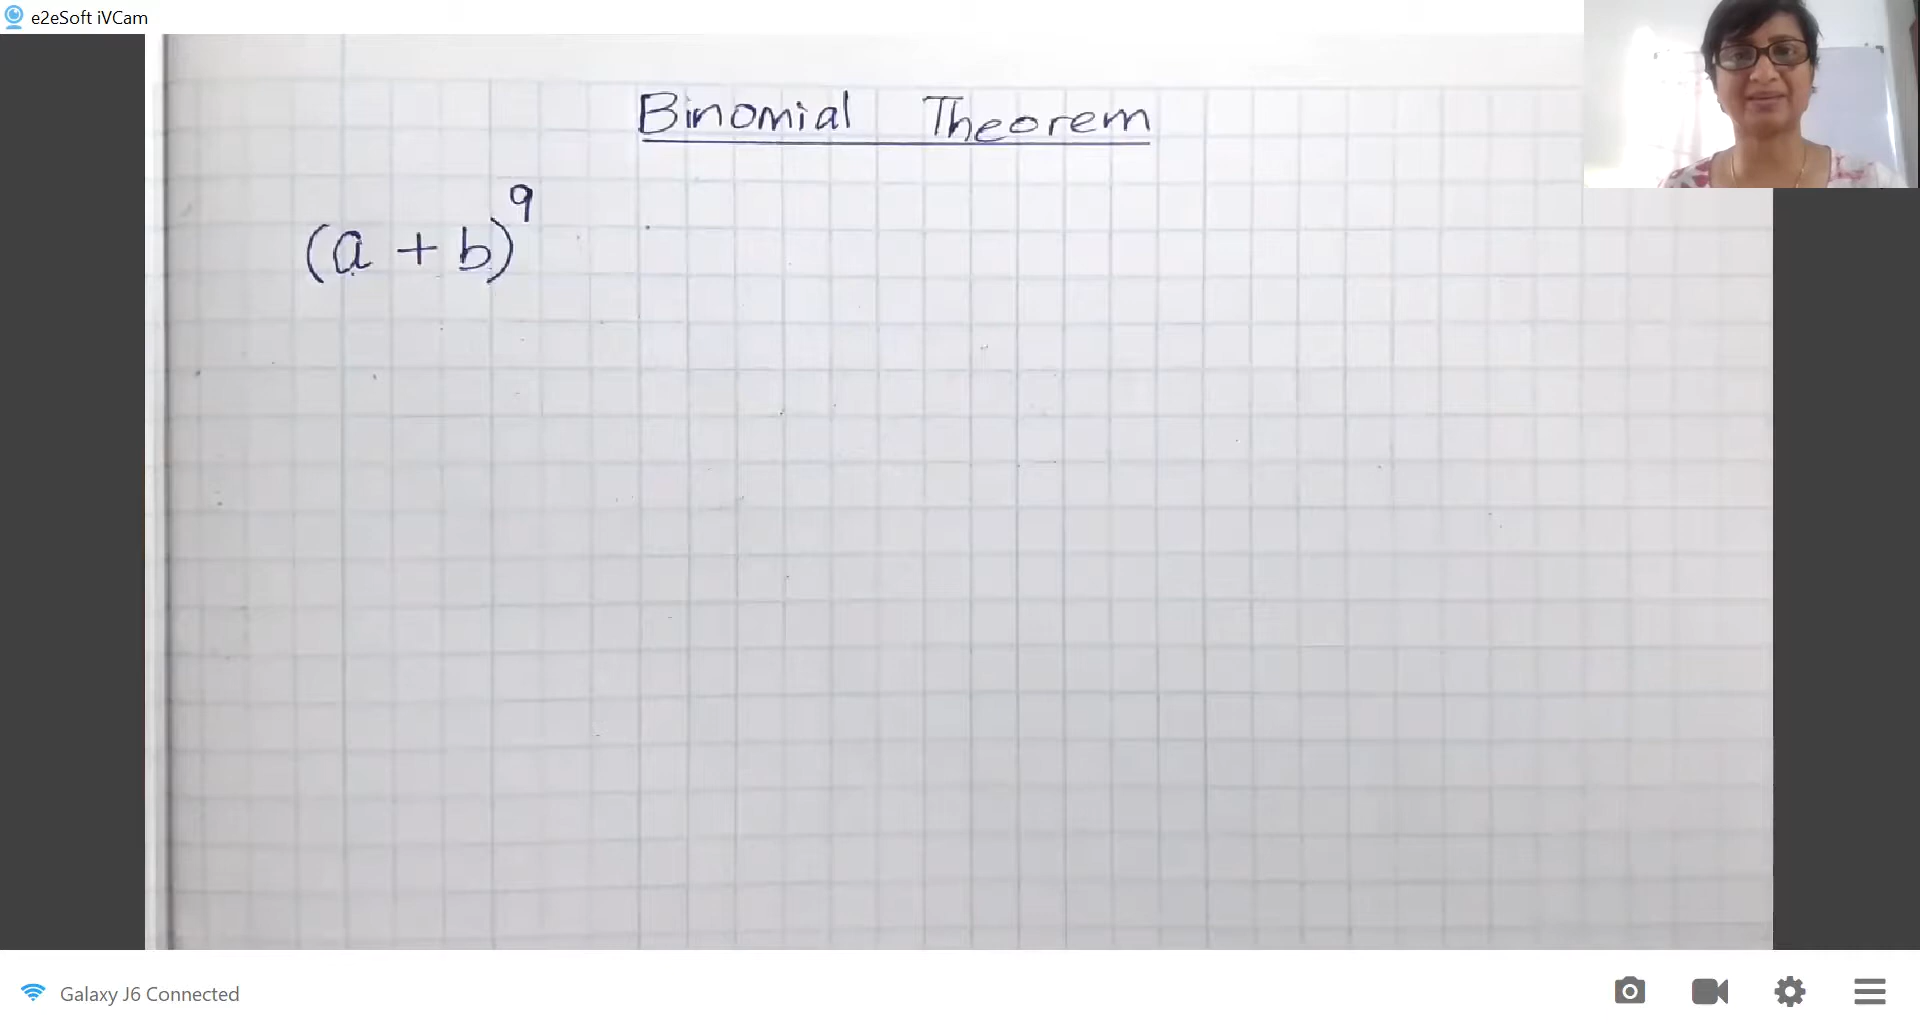 e2eSoft iVCam
Binomial Theorem
(a + b)⁹
Galaxy J6 Connected